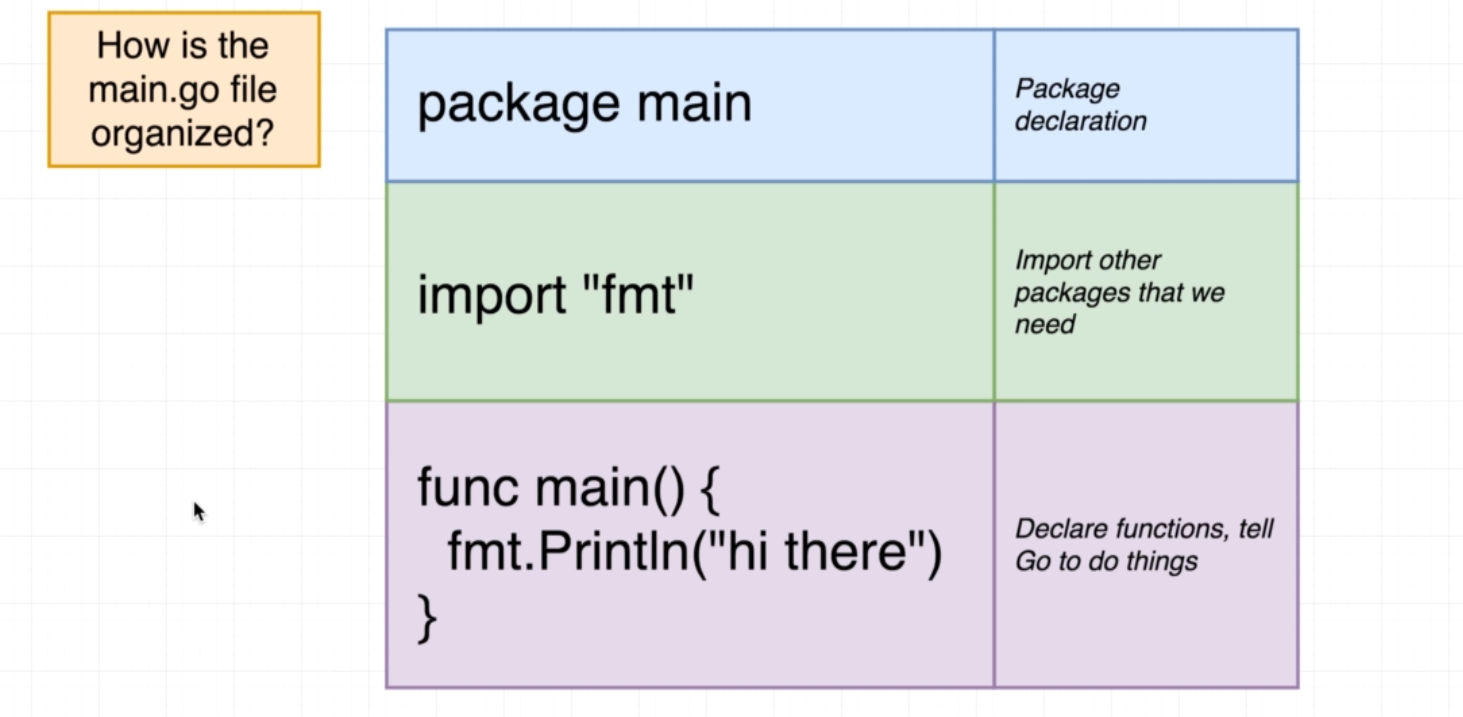 How is the
main.go file
organized?
package main
Package
declaration
import "fmt"
Import other
packages that we
need
func main() {
fmt.Println("hi there")
}
Declare functions, tell
Go to do things